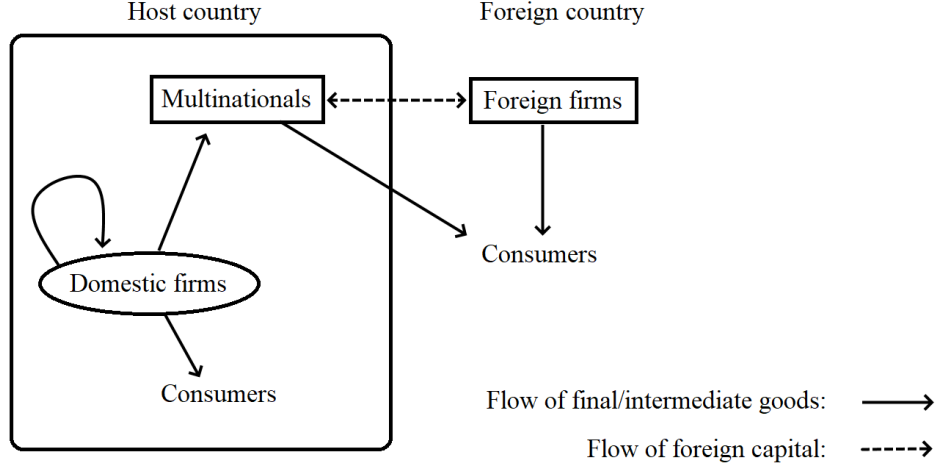 Host country
Foreign country
Multinationals
Foreign firms
Consumers
Domestic firms
Consumers
Flow of final/intermediate goods:
Flow of foreign capital: